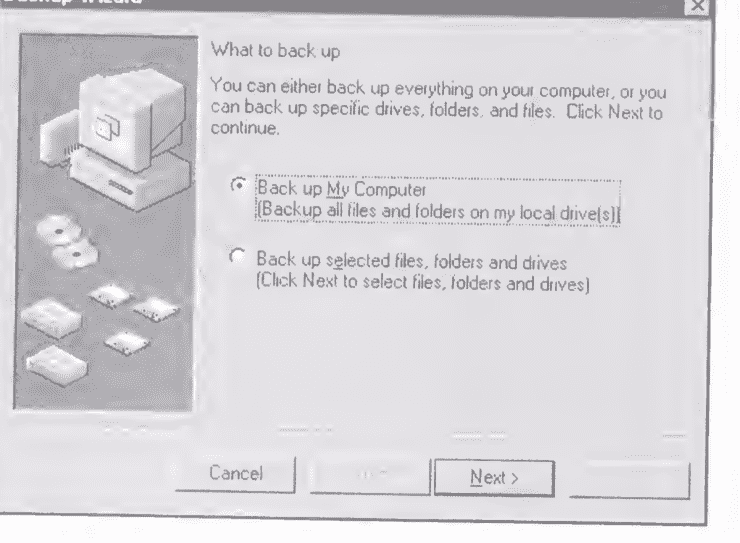 Backup Wizard
What to back up
You can either back up everything on your computer, or you
can back up specific drives, folders, and files. Click Next to
continue.
Back up My Computer
(Backup all files and folders on my local drive(s))
Back up selected files, folders and drives
(Click Next to select files, folders and drives)
Cancel
Next >